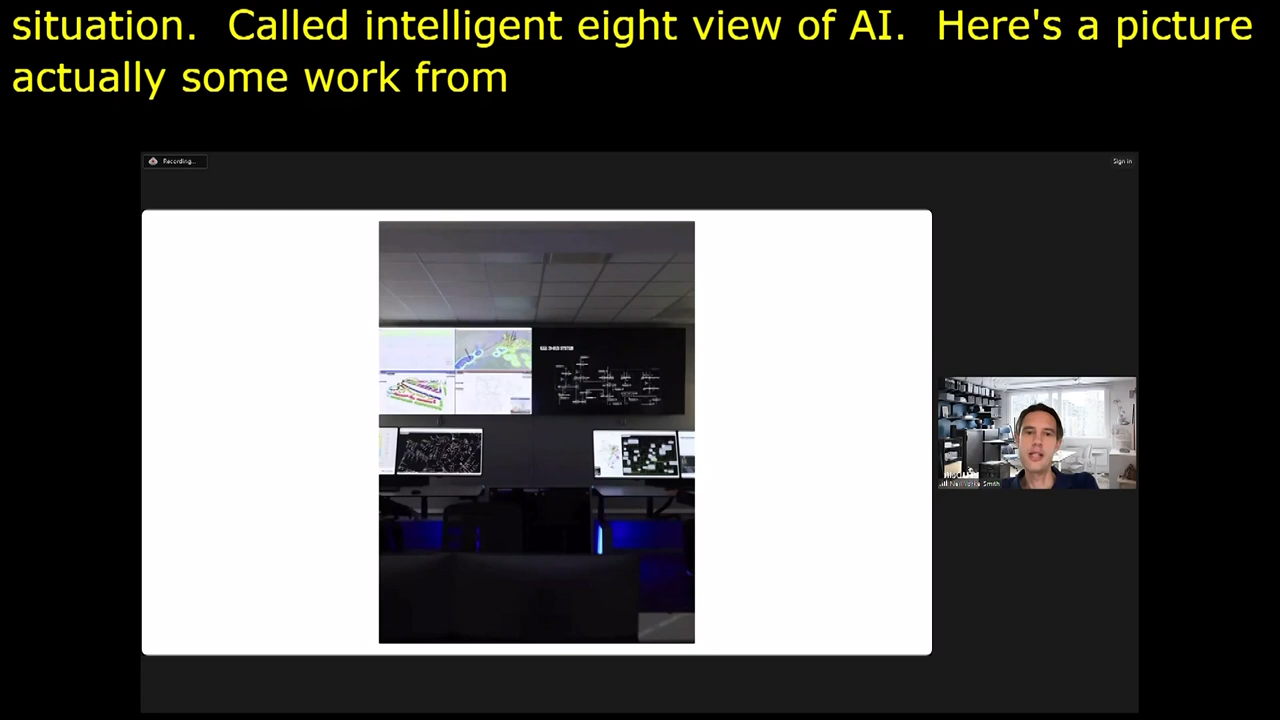 situation.  Called intelligent eight view of AI.  Here's a picture
actually some work from
Recording...
Sign in